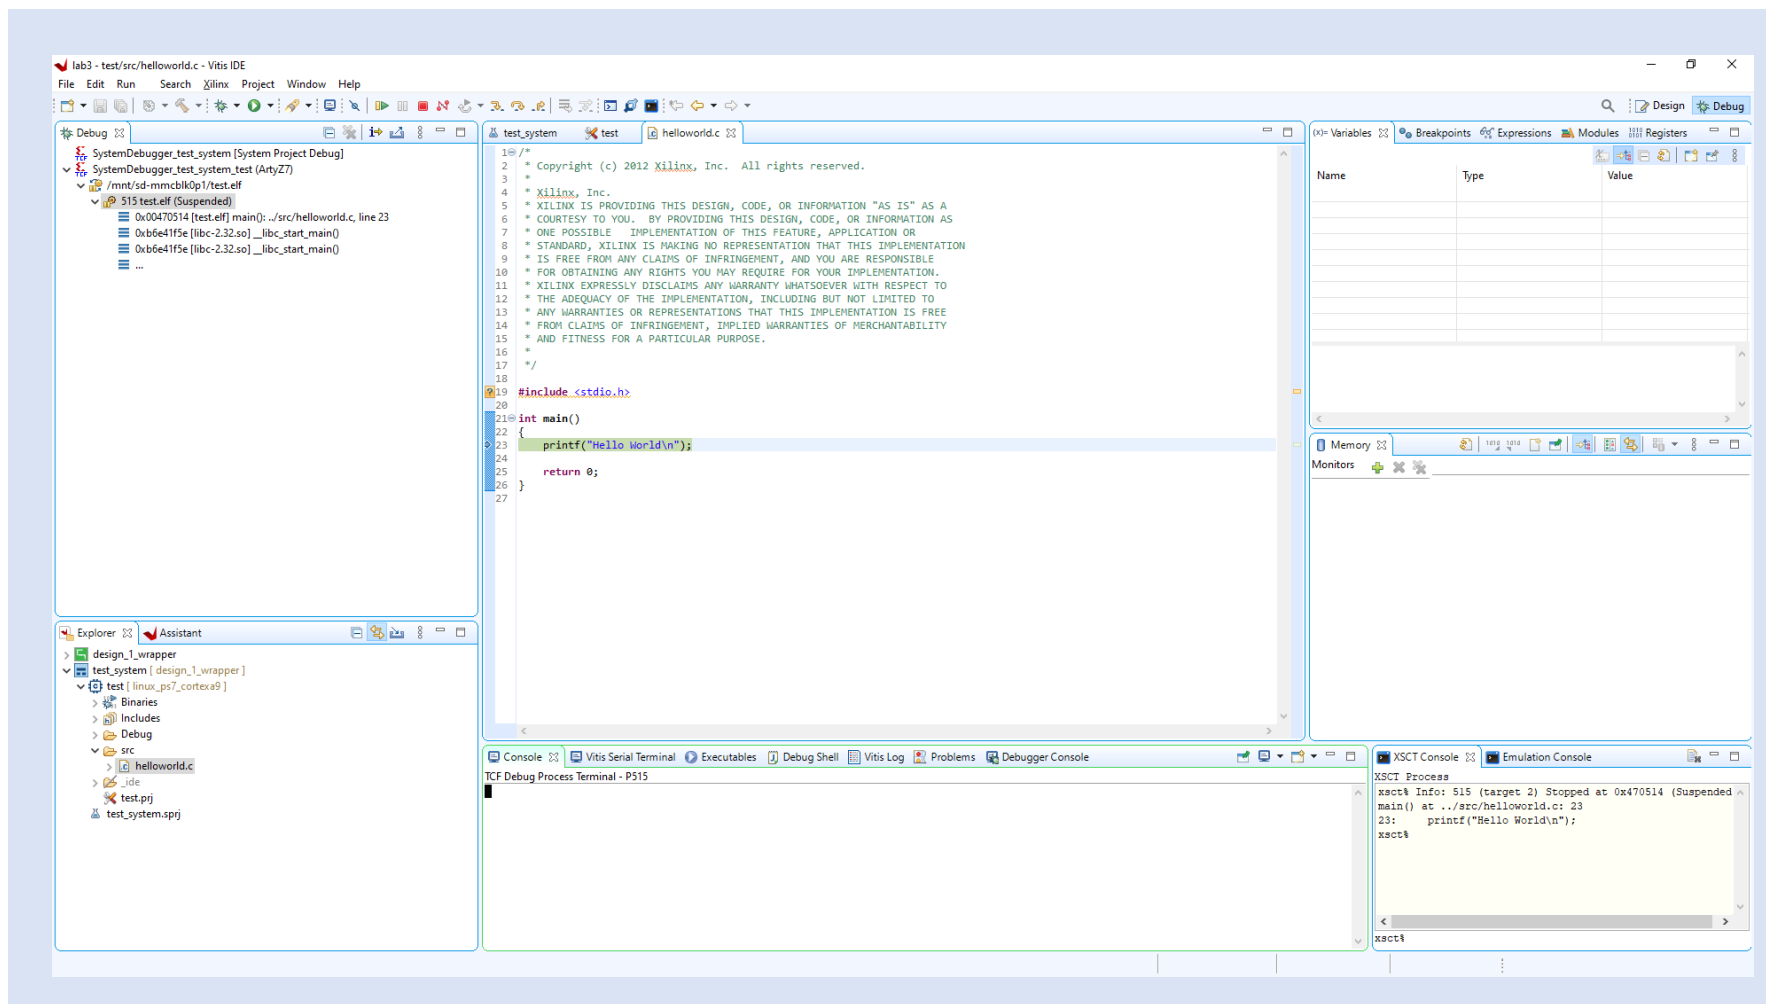 lab3 - test/src/helloworld.c - Vitis IDE
File Edit Run Search Xilinx Project Window Help
Design Debug
Debug
SystemDebugger_test_system [System Project Debug]
SystemDebugger_test_system_test (ArtyZ7)
/mnt/sd-mmcblk0p1/test.elf
515 test.elf (Suspended)
0x00470514 [test.elf] main(): ../src/helloworld.c, line 23
0xb6e41f5e [libc-2.32.so] __libc_start_main()
0xb6e41f5e [libc-2.32.so] __libc_start_main()
...
Explorer Assistant
design_1_wrapper
test_system [ design_1_wrapper ]
test [ linux_ps7_cortexa9 ]
Binaries
Includes
Debug
src
helloworld.c
_ide
test.prj
test_system.sprj
test_system test helloworld.c
1 /*
2 * Copyright (c) 2012 Xilinx, Inc. All rights reserved.
3 *
4 * Xilinx, Inc.
5 * XILINX IS PROVIDING THIS DESIGN, CODE, OR INFORMATION "AS IS" AS A
6 * COURTESY TO YOU. BY PROVIDING THIS DESIGN, CODE, OR INFORMATION AS
7 * ONE POSSIBLE IMPLEMENTATION OF THIS FEATURE, APPLICATION OR
8 * STANDARD, XILINX IS MAKING NO REPRESENTATION THAT THIS IMPLEMENTATION
9 * IS FREE FROM ANY CLAIMS OF INFRINGEMENT, AND YOU ARE RESPONSIBLE
10 * FOR OBTAINING ANY RIGHTS YOU MAY REQUIRE FOR YOUR IMPLEMENTATION.
11 * XILINX EXPRESSLY DISCLAIMS ANY WARRANTY WHATSOEVER WITH RESPECT TO
12 * THE ADEQUACY OF THE IMPLEMENTATION, INCLUDING BUT NOT LIMITED TO
13 * ANY WARRANTIES OR REPRESENTATIONS THAT THIS IMPLEMENTATION IS FREE
14 * FROM CLAIMS OF INFRINGEMENT, IMPLIED WARRANTIES OF MERCHANTABILITY
15 * AND FITNESS FOR A PARTICULAR PURPOSE.
16 *
17 */
18
19 #include <stdio.h>
20
21 int main()
22 {
23 printf("Hello World\n");
24
25 return 0;
26 }
27
(x)= Variables Breakpoints Expressions Modules Registers
Name Type Value
Memory
Monitors
Console Vitis Serial Terminal Executables Debug Shell Vitis Log Problems Debugger Console
TCF Debug Process Terminal - P515
XSCT Console Emulation Console
XSCT Process
xsct% Info: 515 (target 2) Stopped at 0x470514 (Suspended
main() at ../src/helloworld.c: 23
23: printf("Hello World\n");
xsct%
xsct%